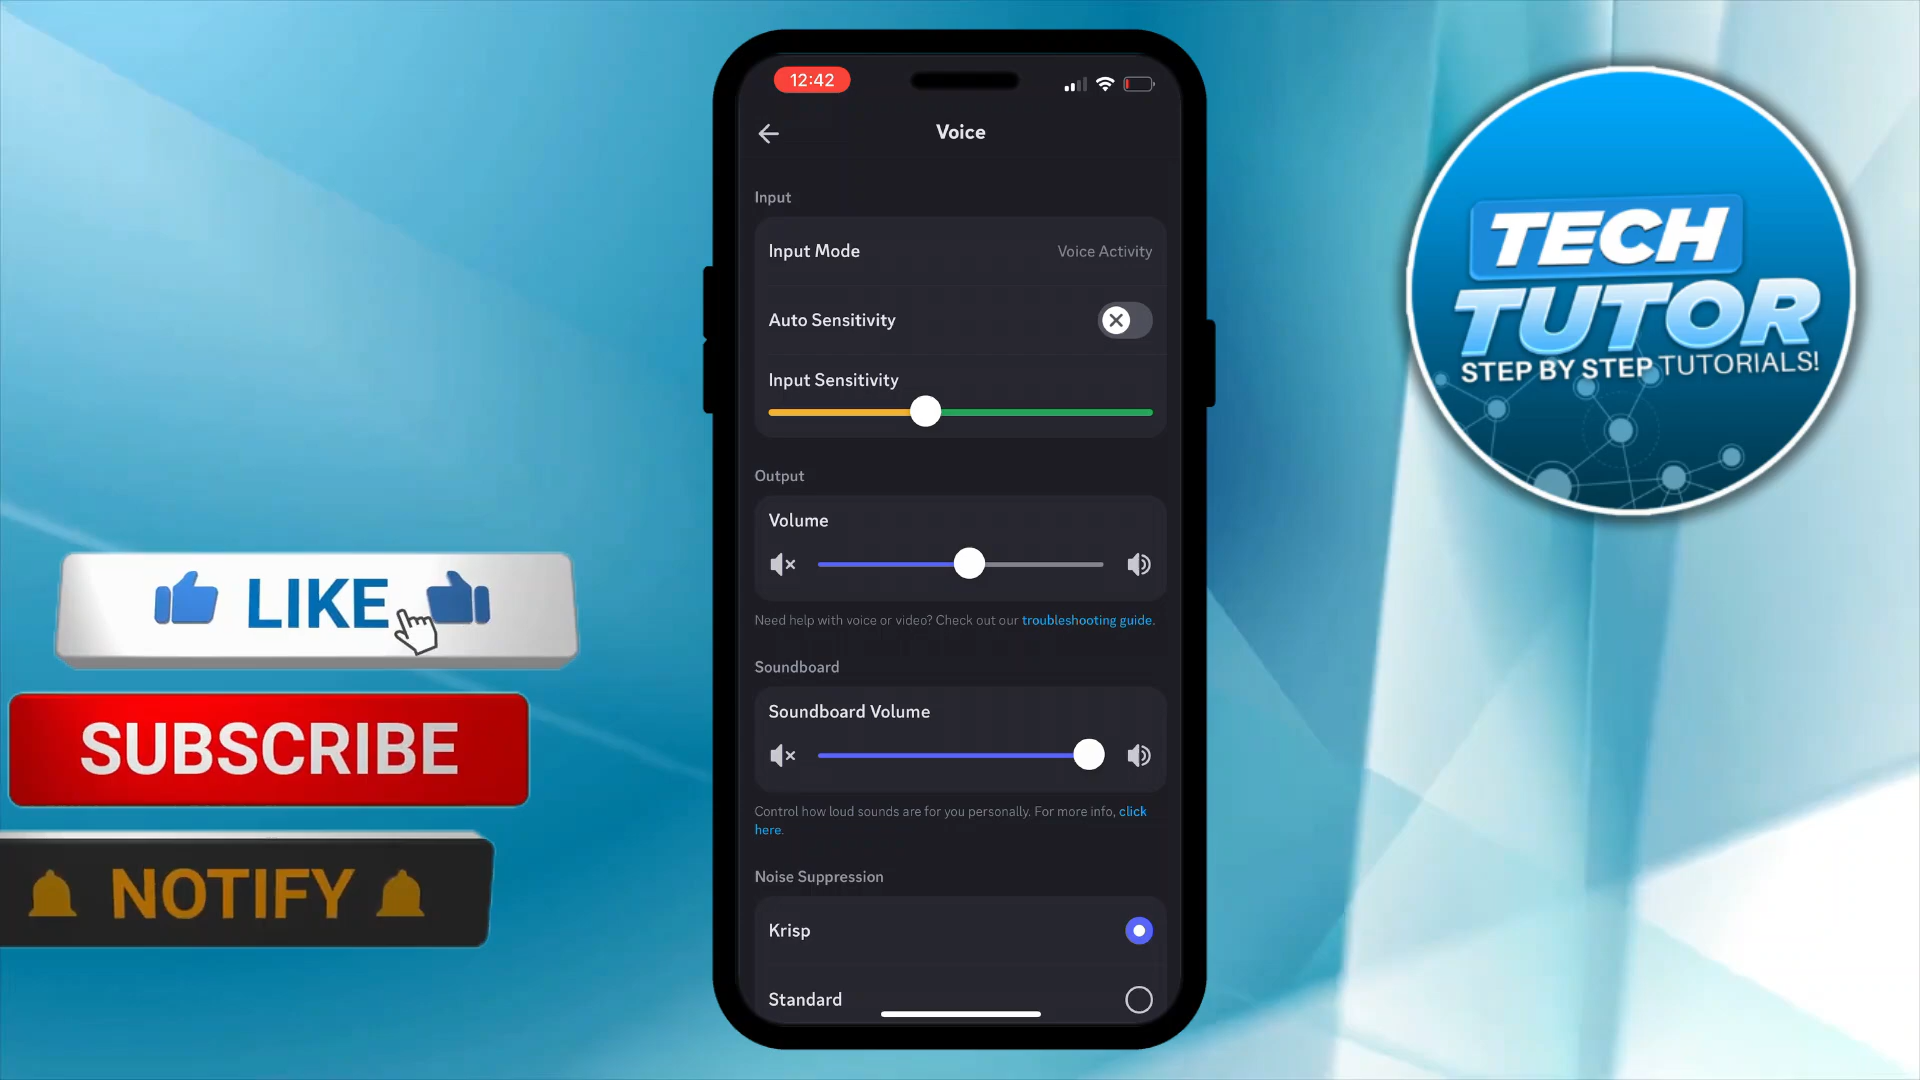 12:42
Voice
Input
Input Mode
Voice Activity
Auto Sensitivity
Input Sensitivity
Output
Volume
Need help with voice or video? Check out our troubleshooting guide.
Soundboard
Soundboard Volume
Control how loud sounds are for you personally. For more info, click
here.
Noise Suppression
Krisp
Standard
LIKE
SUBSCRIBE
NOTIFY
TECH
TUTOR
STEP BY STEP TUTORIALS!